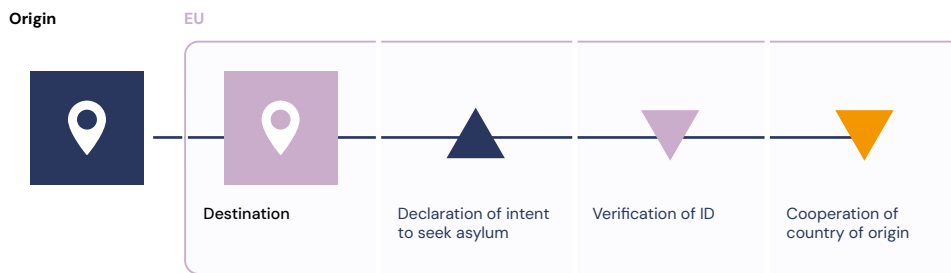 Origin
EU
Destination
Declaration of intent
to seek asylum
Verification of ID
Cooperation of
country of origin